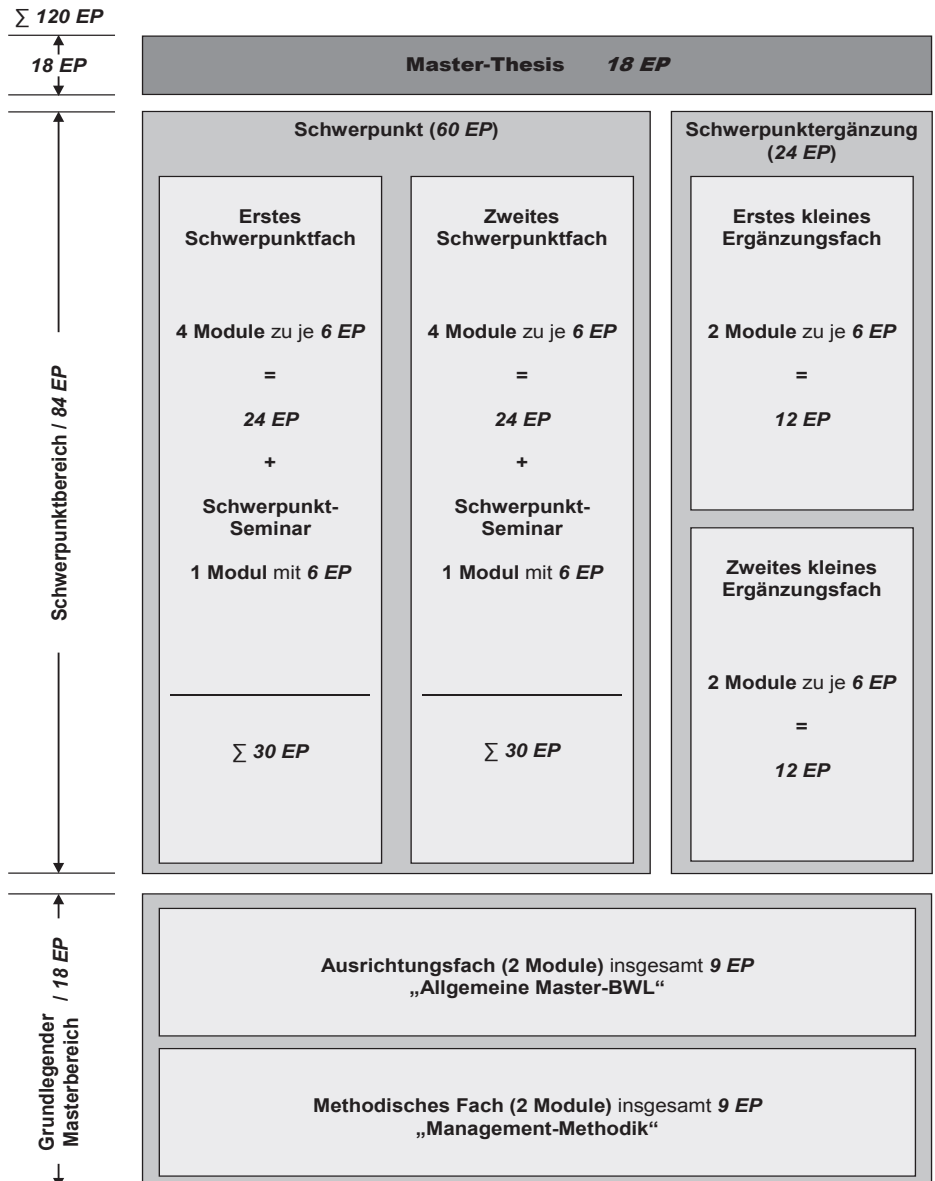 ∑ 120 EP
18 EP
Master-Thesis 18 EP
Schwerpunktbereich / 84 EP
Schwerpunkt (60 EP)
Erstes
Schwerpunktfach
4 Module zu je 6 EP
=
24 EP
+
Schwerpunkt-
Seminar
1 Modul mit 6 EP
∑ 30 EP
Zweites
Schwerpunktfach
4 Module zu je 6 EP
=
24 EP
+
Schwerpunkt-
Seminar
1 Modul mit 6 EP
∑ 30 EP
Schwerpunktergänzung
(24 EP)
Erstes kleines
Ergänzungsfach
2 Module zu je 6 EP
=
12 EP
Zweites kleines
Ergänzungsfach
2 Module zu je 6 EP
=
12 EP
Grundlegender / 18 EP
Masterbereich
Ausrichtungsfach (2 Module) insgesamt 9 EP
„Allgemeine Master-BWL“
Methodisches Fach (2 Module) insgesamt 9 EP
„Management-Methodik“